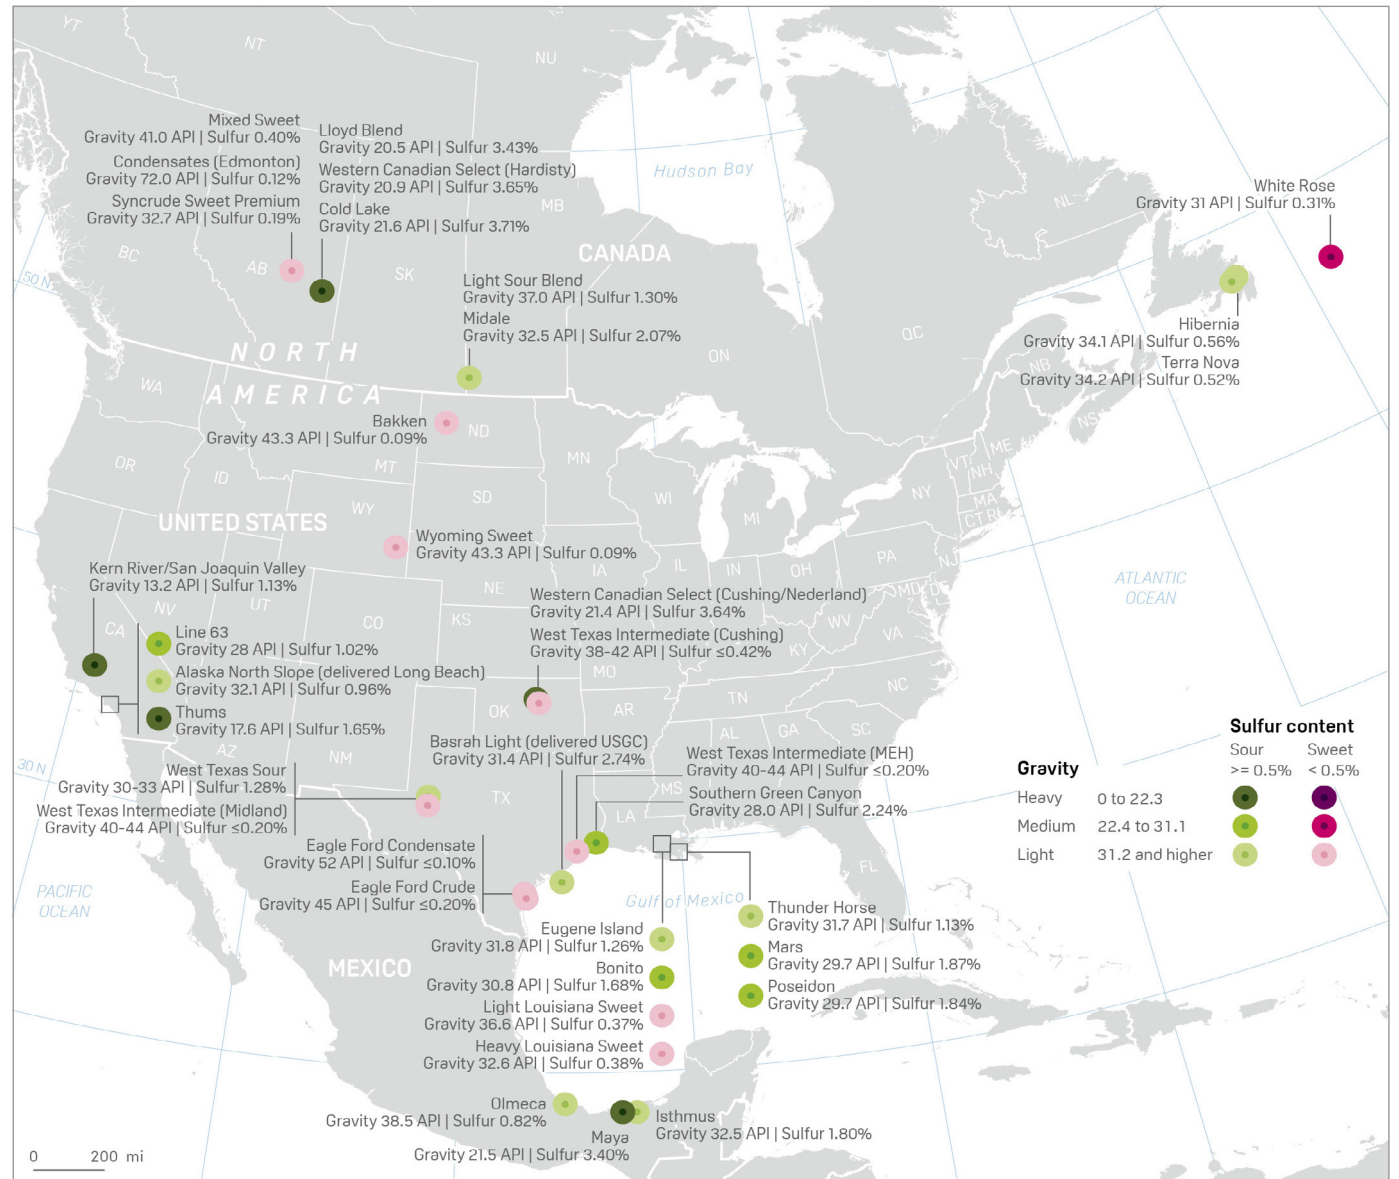 YT
NT
NU
Mixed Sweet
Gravity 41.0 API | Sulfur 0.40%
Condensates (Edmonton)
Gravity 72.0 API | Sulfur 0.12%
Syncrude Sweet Premium
Gravity 32.7 API | Sulfur 0.19%
Lloyd Blend
Gravity 20.5 API | Sulfur 3.43%
Western Canadian Select (Hardisty)
Gravity 20.9 API | Sulfur 3.65%
Cold Lake
Gravity 21.6 API | Sulfur 3.71%
Hudson Bay
White Rose
Gravity 31 API | Sulfur 0.31%
NL
MB
BC
AB
SK
CANADA
50 N
Light Sour Blend
Gravity 37.0 API | Sulfur 1.30%
Midale
Gravity 32.5 API | Sulfur 2.07%
QC
ON
Hibernia
Gravity 34.1 API | Sulfur 0.56%
Terra Nova
Gravity 34.2 API | Sulfur 0.52%
NB
NS
NORTH
AMERICA
WA
Bakken
Gravity 43.3 API | Sulfur 0.09%
ND
OR
ID
MT
MN
VT
NH
ME
WY
SD
WI
MI
NY
MA
CT RI
UNITED STATES
Wyoming Sweet
Gravity 43.3 API | Sulfur 0.09%
IA
IL
IN
OH
PA
NJ
Kern River/San Joaquin Valley
Gravity 13.2 API | Sulfur 1.13%
NV
UT
CO
NE
KS
CA
Western Canadian Select (Cushing/Nederland)
Gravity 21.4 API | Sulfur 3.64%
West Texas Intermediate (Cushing)
Gravity 38-42 API | Sulfur ≤0.42%
MD
DE
WV
VA
KY
MO
ATLANTIC
OCEAN
Line 63
Gravity 28 API | Sulfur 1.02%
Alaska North Slope (delivered Long Beach)
Gravity 32.1 API | Sulfur 0.96%
Thums
Gravity 17.6 API | Sulfur 1.65%
OK
AR
TN
NC
AL
GA
SC
AZ
NM
30 N
West Texas Sour
Gravity 30-33 API | Sulfur 1.28%
West Texas Intermediate (Midland)
Gravity 40-44 API | Sulfur ≤0.20%
Basrah Light (delivered USGC)
Gravity 31.4 API | Sulfur 2.74%
West Texas Intermediate (MEH)
Gravity 40-44 API | Sulfur ≤0.20%
Southern Green Canyon
Gravity 28.0 API | Sulfur 2.24%
TX
MS
LA
FL
Eagle Ford Condensate
Gravity 52 API | Sulfur ≤0.10%
Eagle Ford Crude
Gravity 45 API | Sulfur ≤0.20%
PACIFIC
OCEAN
Gulf of Mexico
Sulfur content
Sour
Sweet
>= 0.5%
< 0.5%
Gravity
Heavy 0 to 22.3
Medium 22.4 to 31.1
Light 31.2 and higher
MEXICO
Eugene Island
Gravity 31.8 API | Sulfur 1.26%
Bonito
Gravity 30.8 API | Sulfur 1.68%
Light Louisiana Sweet
Gravity 36.6 API | Sulfur 0.37%
Heavy Louisiana Sweet
Gravity 32.6 API | Sulfur 0.38%
Thunder Horse
Gravity 31.7 API | Sulfur 1.13%
Mars
Gravity 29.7 API | Sulfur 1.87%
Poseidon
Gravity 29.7 API | Sulfur 1.84%
Olmeca
Gravity 38.5 API | Sulfur 0.82%
Isthmus
Gravity 32.5 API | Sulfur 1.80%
Maya
Gravity 21.5 API | Sulfur 3.40%
0 200 mi